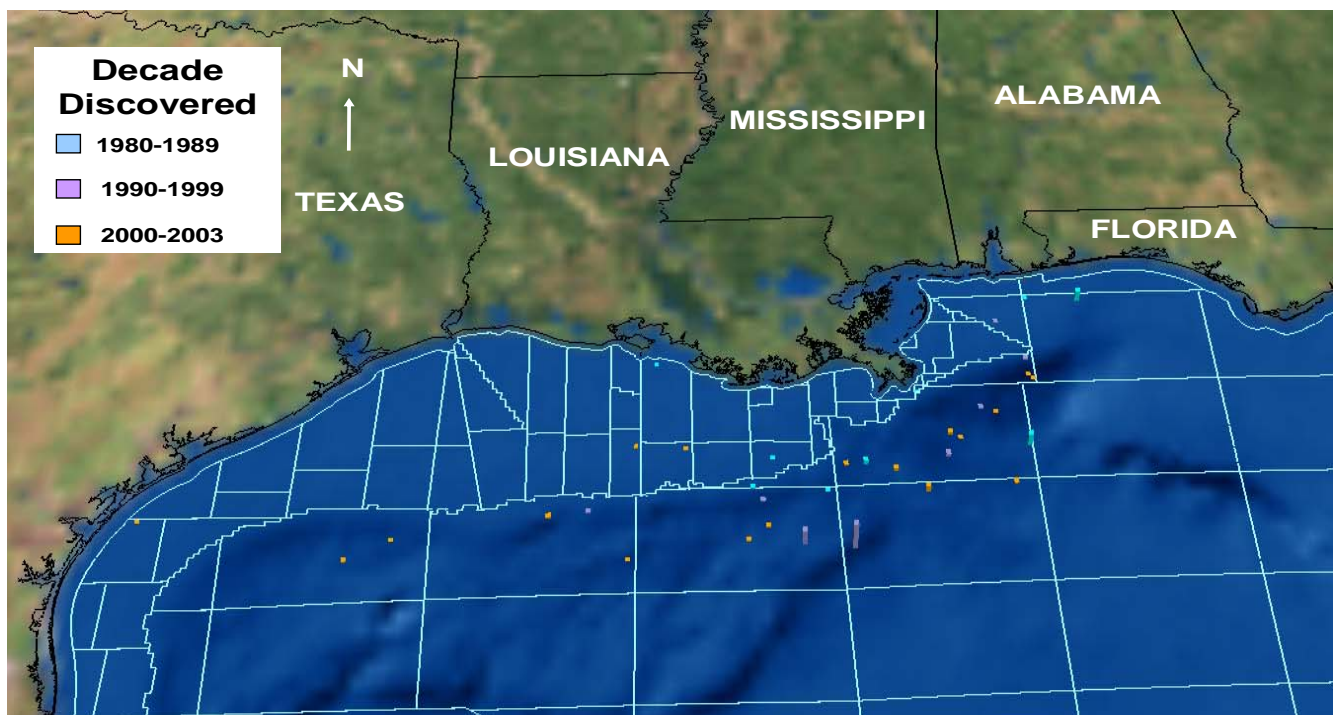 Decade
Discovered
1980-1989
1990-1999
2000-2003
N
TEXAS
LOUISIANA
MISSISSIPPI
ALABAMA
FLORIDA